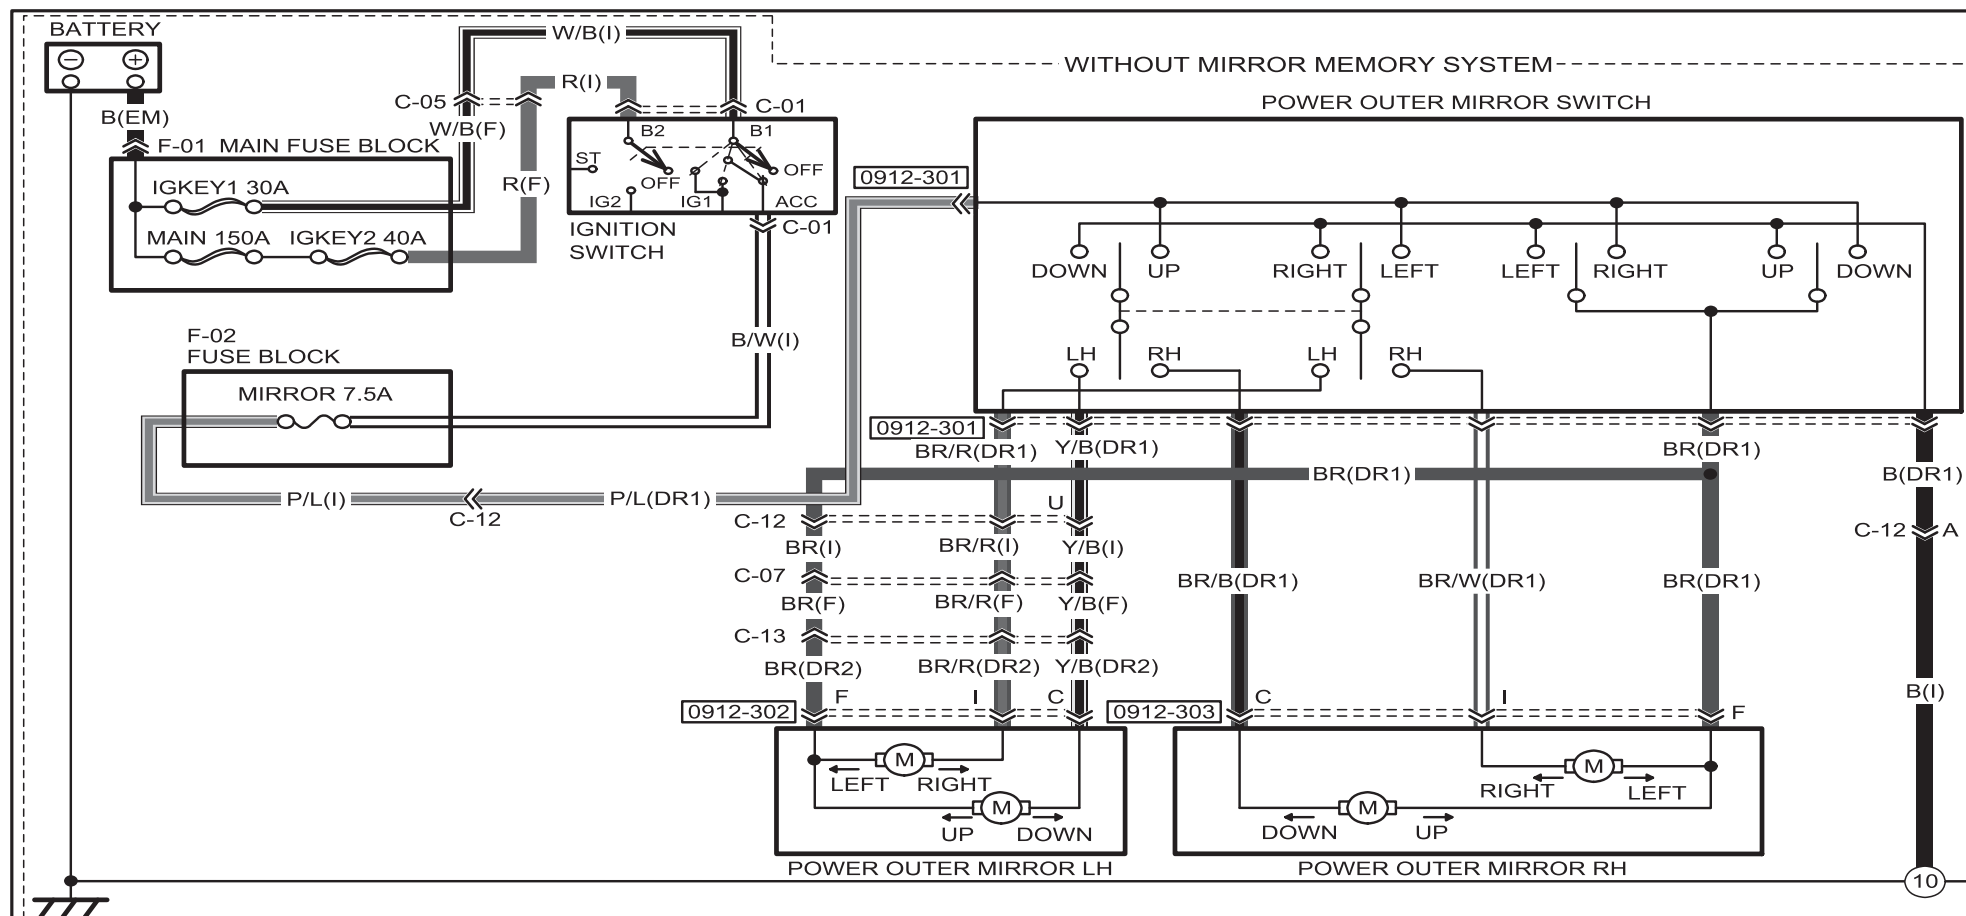 BATTERY
W/B(I)
WITHOUT MIRROR MEMORY SYSTEM
R(I)
C-05
C-01
POWER OUTER MIRROR SWITCH
B(EM)
W/B(F)
B2
B1
F-01 MAIN FUSE BLOCK
ST
OFF
OFF
0912-301
IGKEY1 30A
R(F)
IG2
IG1
ACC
MAIN 150A
IGKEY2 40A
IGNITION
SWITCH
C-01
DOWN
UP
RIGHT
LEFT
LEFT
RIGHT
UP
DOWN
F-02
FUSE BLOCK
B/W(I)
LH
RH
LH
RH
MIRROR 7.5A
0912-301
BR/R(DR1)
Y/B(DR1)
BR(DR1)
BR(DR1)
B(DR1)
P/L(I)
P/L(DR1)
C-12
C-12
U
C-12
A
BR(I)
BR/R(I)
Y/B(I)
C-07
BR/B(DR1)
BR/W(DR1)
BR(DR1)
BR(F)
BR/R(F)
Y/B(F)
C-13
BR(DR2)
BR/R(DR2)
Y/B(DR2)
B(I)
0912-302
F
I
C
0912-303
C
I
F
M
LEFT
RIGHT
M
RIGHT
LEFT
M
UP
DOWN
M
DOWN
UP
POWER OUTER MIRROR LH
POWER OUTER MIRROR RH
10